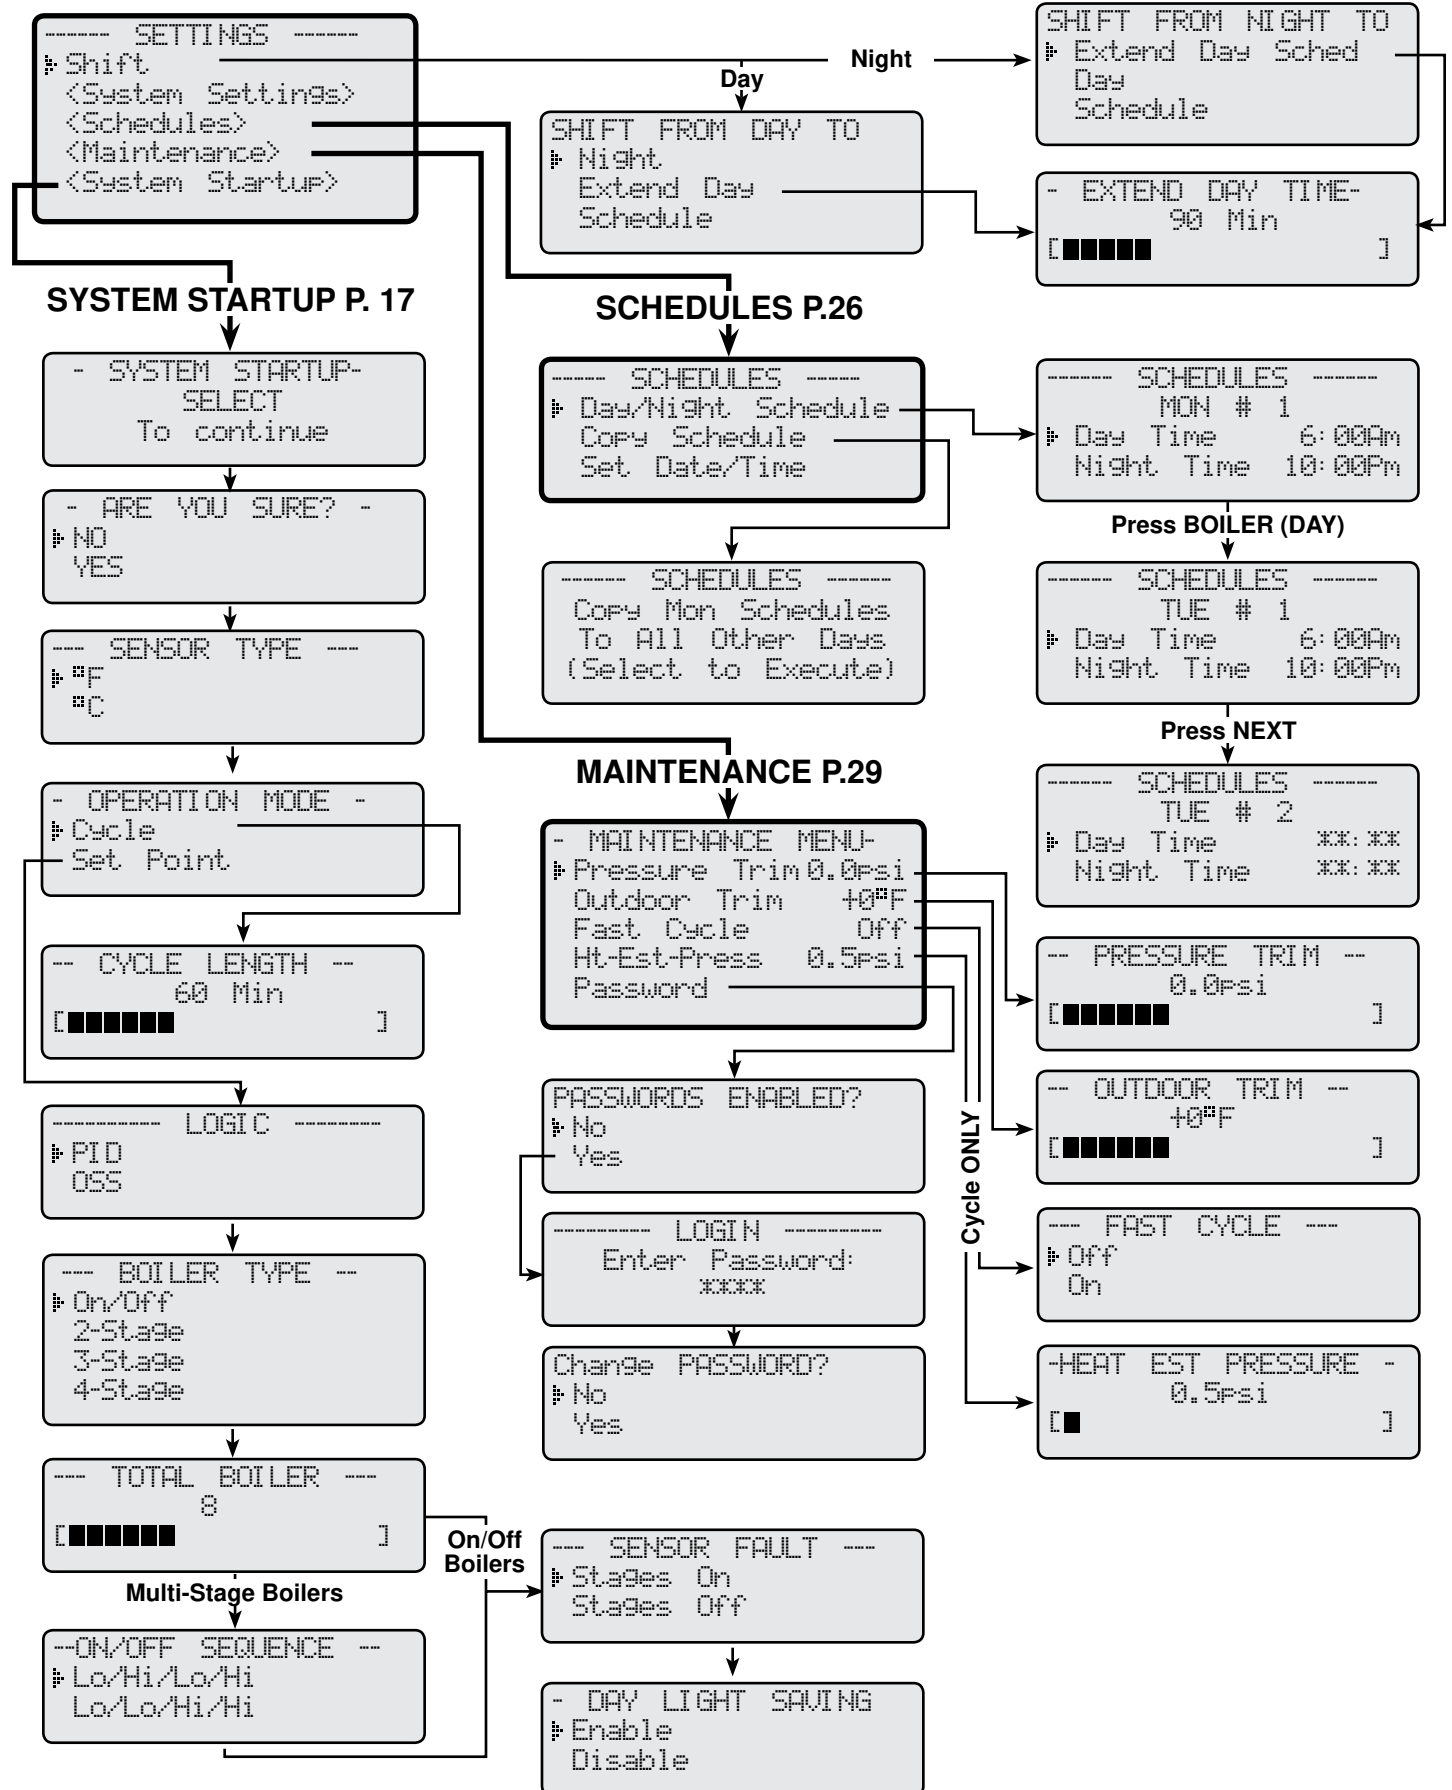 ------ SETTINGS ------
Shift
<System Settings>
<Schedules>
<Maintenance>
<System Startup>
Night
Day
SHIFT FROM NIGHT TO
Extend Day Sched
Day
Schedule
SHIFT FROM DAY TO
Night
Extend Day
Schedule
- EXTEND DAY TIME-
90 Min
[ ]
SYSTEM STARTUP P. 17
- SYSTEM STARTUP-
SELECT
To continue
- ARE YOU SURE? -
NO
YES
--- SENSOR TYPE ---
°F
°C
- OPERATION MODE -
Cycle
Set Point
-- CYCLE LENGTH --
60 Min
[ ]
---------- LOGIC --------
PID
OSS
--- BOILER TYPE --
On/Off
2-Stage
3-Stage
4-Stage
--- TOTAL BOILER ---
8
[ ]
On/Off
Boilers
Multi-Stage Boilers
--ON/OFF SEQUENCE --
Lo/Hi/Lo/Hi
Lo/Lo/Hi/Hi
--- SENSOR FAULT ---
Stages On
Stages Off
- DAY LIGHT SAVING
Enable
Disable
SCHEDULES P.26
----- SCHEDULES -----
Day/Night Schedule
Copy Schedule
Set Date/Time
------ SCHEDULES ------
Copy Mon Schedules
To All Other Days
(Select to Execute)
------ SCHEDULES ------
MON # 1
Day Time 6:00Am
Night Time 10:00Pm
Press BOILER (DAY)
------ SCHEDULES ------
TUE # 1
Day Time 6:00Am
Night Time 10:00Pm
Press NEXT
------ SCHEDULES ------
TUE # 2
Day Time **:**
Night Time **:**
MAINTENANCE P.29
- MAINTENANCE MENU-
Pressure Trim 0.0psi
Outdoor Trim +0°F
Fast Cycle Off
Ht-Est-Press 0.5psi
Password
PASSWORDS ENABLED?
No
Yes
--------- LOGIN ---------
Enter Password:
****
Change PASSWORD?
No
Yes
Cycle ONLY
-- PRESSURE TRIM --
0.0psi
[ ]
-- OUTDOOR TRIM --
+0°F
[ ]
--- FAST CYCLE ---
Off
On
-HEAT EST PRESSURE -
0.5psi
[ ]